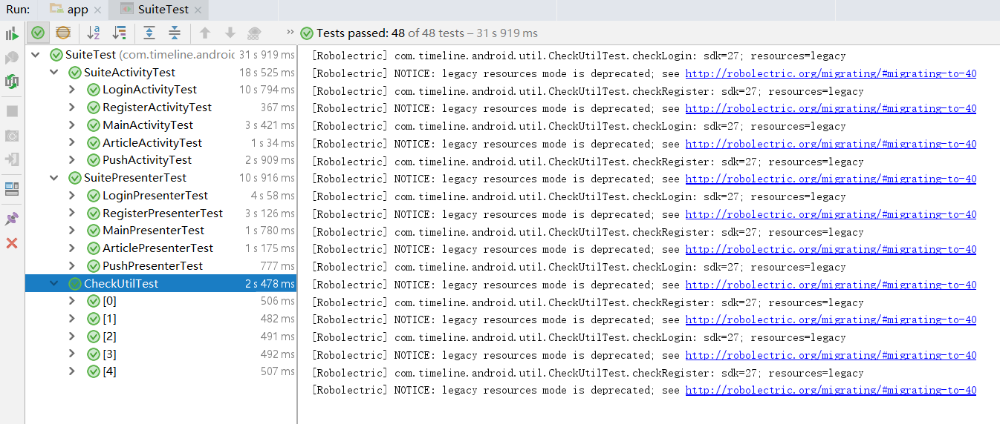 Run: app SuiteTest
Tests passed: 48 of 48 tests – 31 s 919 ms
SuiteTest (com.timeline.android 31 s 919 ms
SuiteActivityTest 18 s 525 ms
LoginActivityTest 10 s 794 ms
RegisterActivityTest 367 ms
MainActivityTest 3 s 421 ms
ArticleActivityTest 1 s 34 ms
PushActivityTest 2 s 909 ms
SuitePresenterTest 10 s 916 ms
LoginPresenterTest 4 s 58 ms
RegisterPresenterTest 3 s 126 ms
MainPresenterTest 1 s 780 ms
ArticlePresenterTest 1 s 175 ms
PushPresenterTest 777 ms
CheckUtilTest 2 s 478 ms
[0] 506 ms
[1] 482 ms
[2] 491 ms
[3] 492 ms
[4] 507 ms
[Robolectric] com.timeline.android.util.CheckUtilTest.checkLogin: sdk=27; resources=legacy
[Robolectric] NOTICE: legacy resources mode is deprecated; see http://robolectric.org/migrating/#migrating-to-40
[Robolectric] com.timeline.android.util.CheckUtilTest.checkRegister: sdk=27; resources=legacy
[Robolectric] NOTICE: legacy resources mode is deprecated; see http://robolectric.org/migrating/#migrating-to-40
[Robolectric] com.timeline.android.util.CheckUtilTest.checkLogin: sdk=27; resources=legacy
[Robolectric] NOTICE: legacy resources mode is deprecated; see http://robolectric.org/migrating/#migrating-to-40
[Robolectric] com.timeline.android.util.CheckUtilTest.checkRegister: sdk=27; resources=legacy
[Robolectric] NOTICE: legacy resources mode is deprecated; see http://robolectric.org/migrating/#migrating-to-40
[Robolectric] com.timeline.android.util.CheckUtilTest.checkLogin: sdk=27; resources=legacy
[Robolectric] NOTICE: legacy resources mode is deprecated; see http://robolectric.org/migrating/#migrating-to-40
[Robolectric] com.timeline.android.util.CheckUtilTest.checkRegister: sdk=27; resources=legacy
[Robolectric] NOTICE: legacy resources mode is deprecated; see http://robolectric.org/migrating/#migrating-to-40
[Robolectric] com.timeline.android.util.CheckUtilTest.checkLogin: sdk=27; resources=legacy
[Robolectric] NOTICE: legacy resources mode is deprecated; see http://robolectric.org/migrating/#migrating-to-40
[Robolectric] com.timeline.android.util.CheckUtilTest.checkRegister: sdk=27; resources=legacy
[Robolectric] NOTICE: legacy resources mode is deprecated; see http://robolectric.org/migrating/#migrating-to-40
[Robolectric] com.timeline.android.util.CheckUtilTest.checkLogin: sdk=27; resources=legacy
[Robolectric] NOTICE: legacy resources mode is deprecated; see http://robolectric.org/migrating/#migrating-to-40
[Robolectric] com.timeline.android.util.CheckUtilTest.checkRegister: sdk=27; resources=legacy
[Robolectric] NOTICE: legacy resources mode is deprecated; see http://robolectric.org/migrating/#migrating-to-40